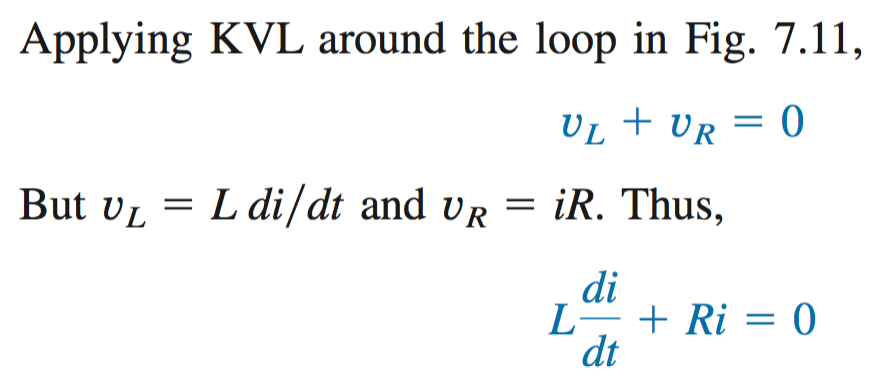 Applying KVL around the loop in Fig. 7.11,
v_L + v_R = 0
But v_L = L di/dt and v_R = iR. Thus,
L di/dt + Ri = 0